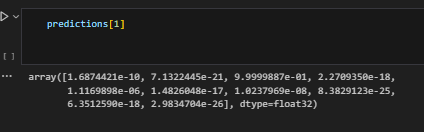 predictions[1]
[ ]
... array([1.6874421e-10, 7.1322445e-21, 9.9999887e-01, 2.2709350e-18,
1.1169898e-06, 1.4826048e-17, 1.0237969e-08, 8.3829123e-25,
6.3512590e-18, 2.9834704e-26], dtype=float32)